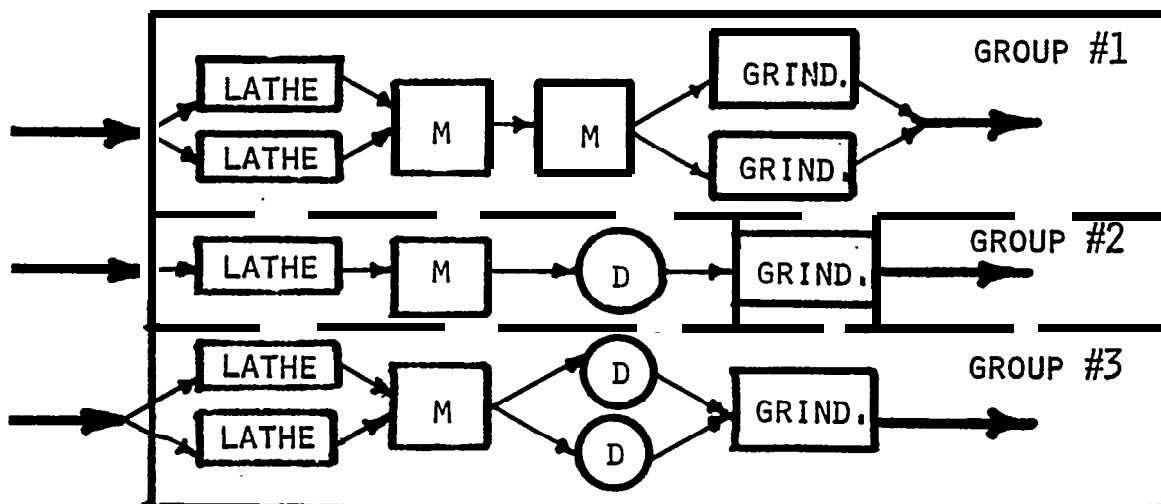 GROUP #1
LATHE
LATHE
M
M
GRIND.
GRIND.
GROUP #2
LATHE
M
D
GRIND.
GROUP #3
LATHE
LATHE
M
D
D
GRIND.